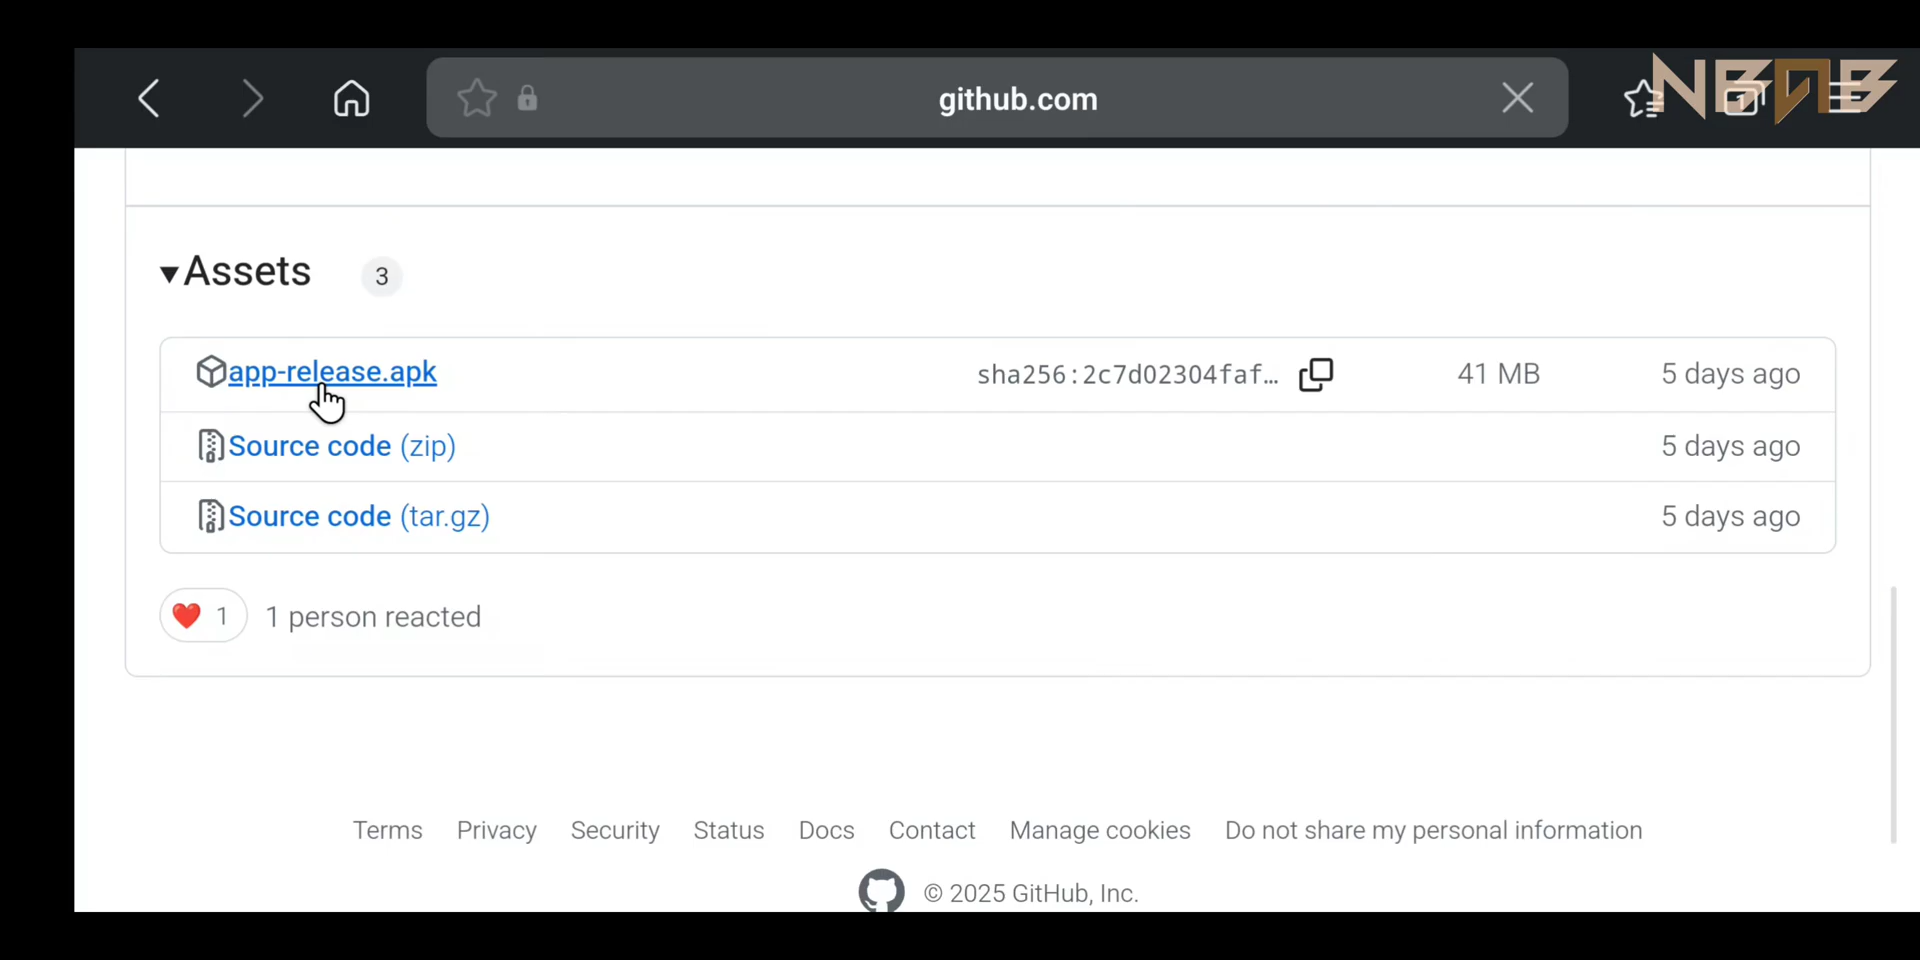 github.com
NBAB
Assets 3
app-release.apk sha256:2c7d02304faf… 41 MB 5 days ago
Source code (zip) 5 days ago
Source code (tar.gz) 5 days ago
❤️ 1 1 person reacted
Terms Privacy Security Status Docs Contact Manage cookies Do not share my personal information
© 2025 GitHub, Inc.